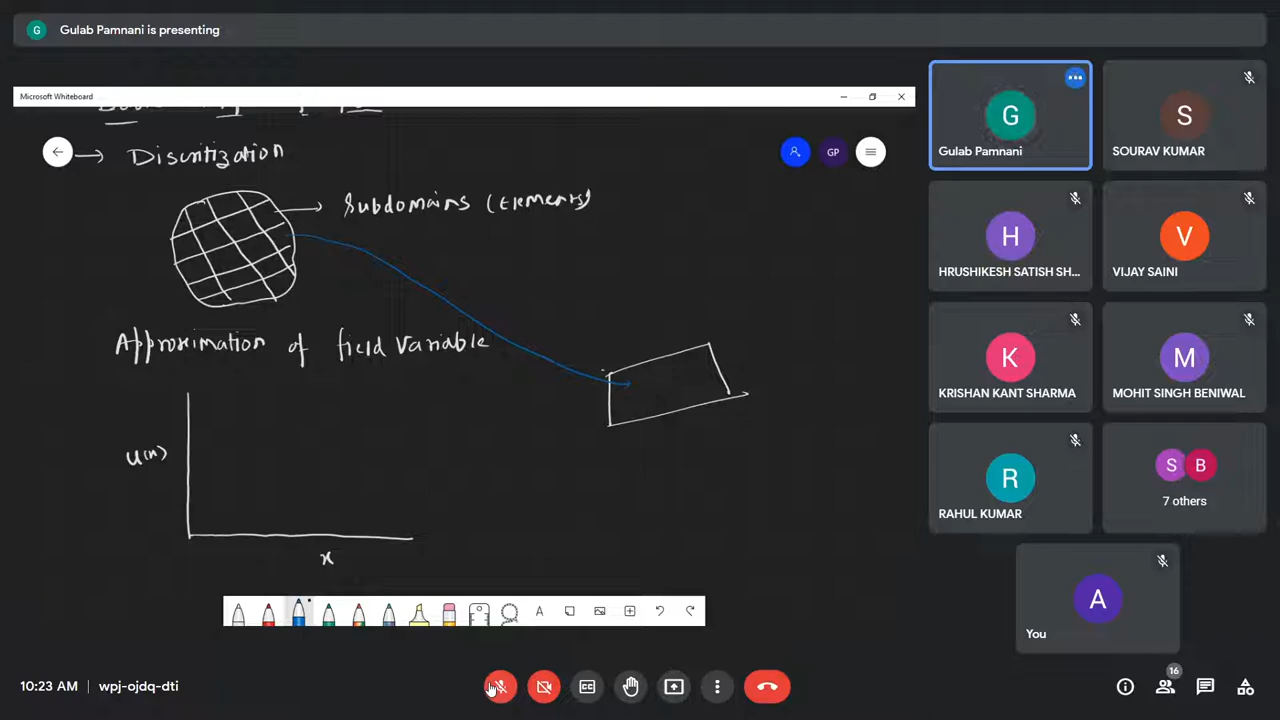 G Gulab Pamnani is presenting
Microsoft Whiteboard
Discritization
GP
Subdomains (Elements)
Approximation of field Variable
u(x)
x
A
G
Gulab Pamnani
S
SOURAV KUMAR
H
HRUSHIKESH SATISH SH...
V
VIJAY SAINI
K
KRISHAN KANT SHARMA
M
MOHIT SINGH BENIWAL
R
RAHUL KUMAR
S B
7 others
A
You
10:23 AM | wpj-ojdq-dti
CC
16